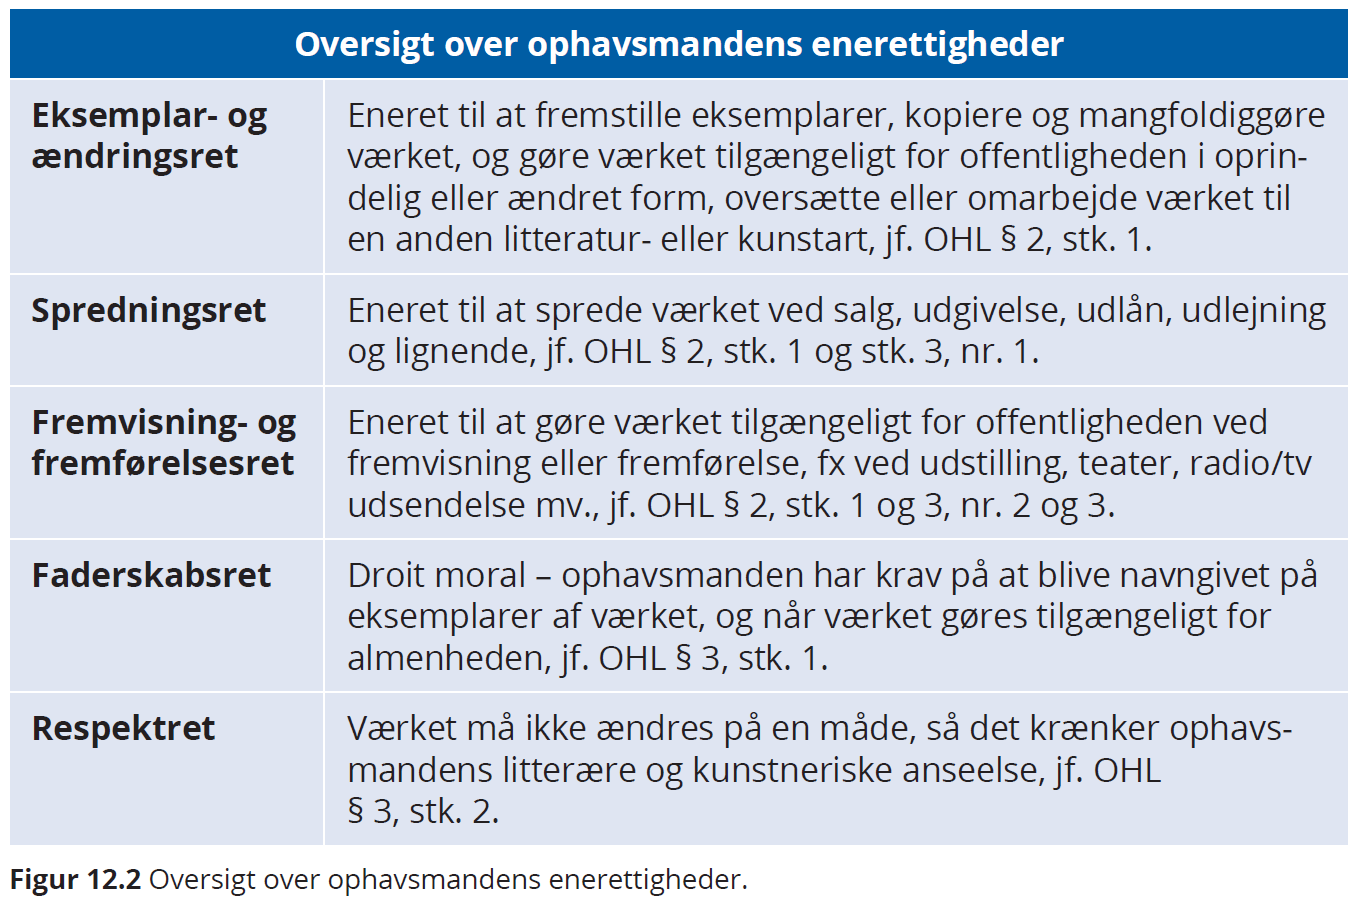 Oversigt over ophavsmandens enerettigheder
Eksemplar- og
ændringsret
Eneret til at fremstille eksemplarer, kopiere og mangfoldiggøre
værket, og gøre værket tilgængeligt for offentligheden i oprin-
delig eller ændret form, oversætte eller omarbejde værket til
en anden litteratur- eller kunstart, jf. OHL § 2, stk. 1.
Spredningsret
Eneret til at sprede værket ved salg, udgivelse, udlån, udlejning
og lignende, jf. OHL § 2, stk. 1 og stk. 3, nr. 1.
Fremvisning- og
fremførelsesret
Eneret til at gøre værket tilgængeligt for offentligheden ved
fremvisning eller fremførelse, fx ved udstilling, teater, radio/tv
udsendelse mv., jf. OHL § 2, stk. 1 og 3, nr. 2 og 3.
Faderskabsret
Droit moral – ophavsmanden har krav på at blive navngivet på
eksemplarer af værket, og når værket gøres tilgængeligt for
almenheden, jf. OHL § 3, stk. 1.
Respektret
Værket må ikke ændres på en måde, så det krænker ophavs-
mandens litterære og kunstneriske anseelse, jf. OHL
§ 3, stk. 2.
Figur 12.2 Oversigt over ophavsmandens enerettigheder.